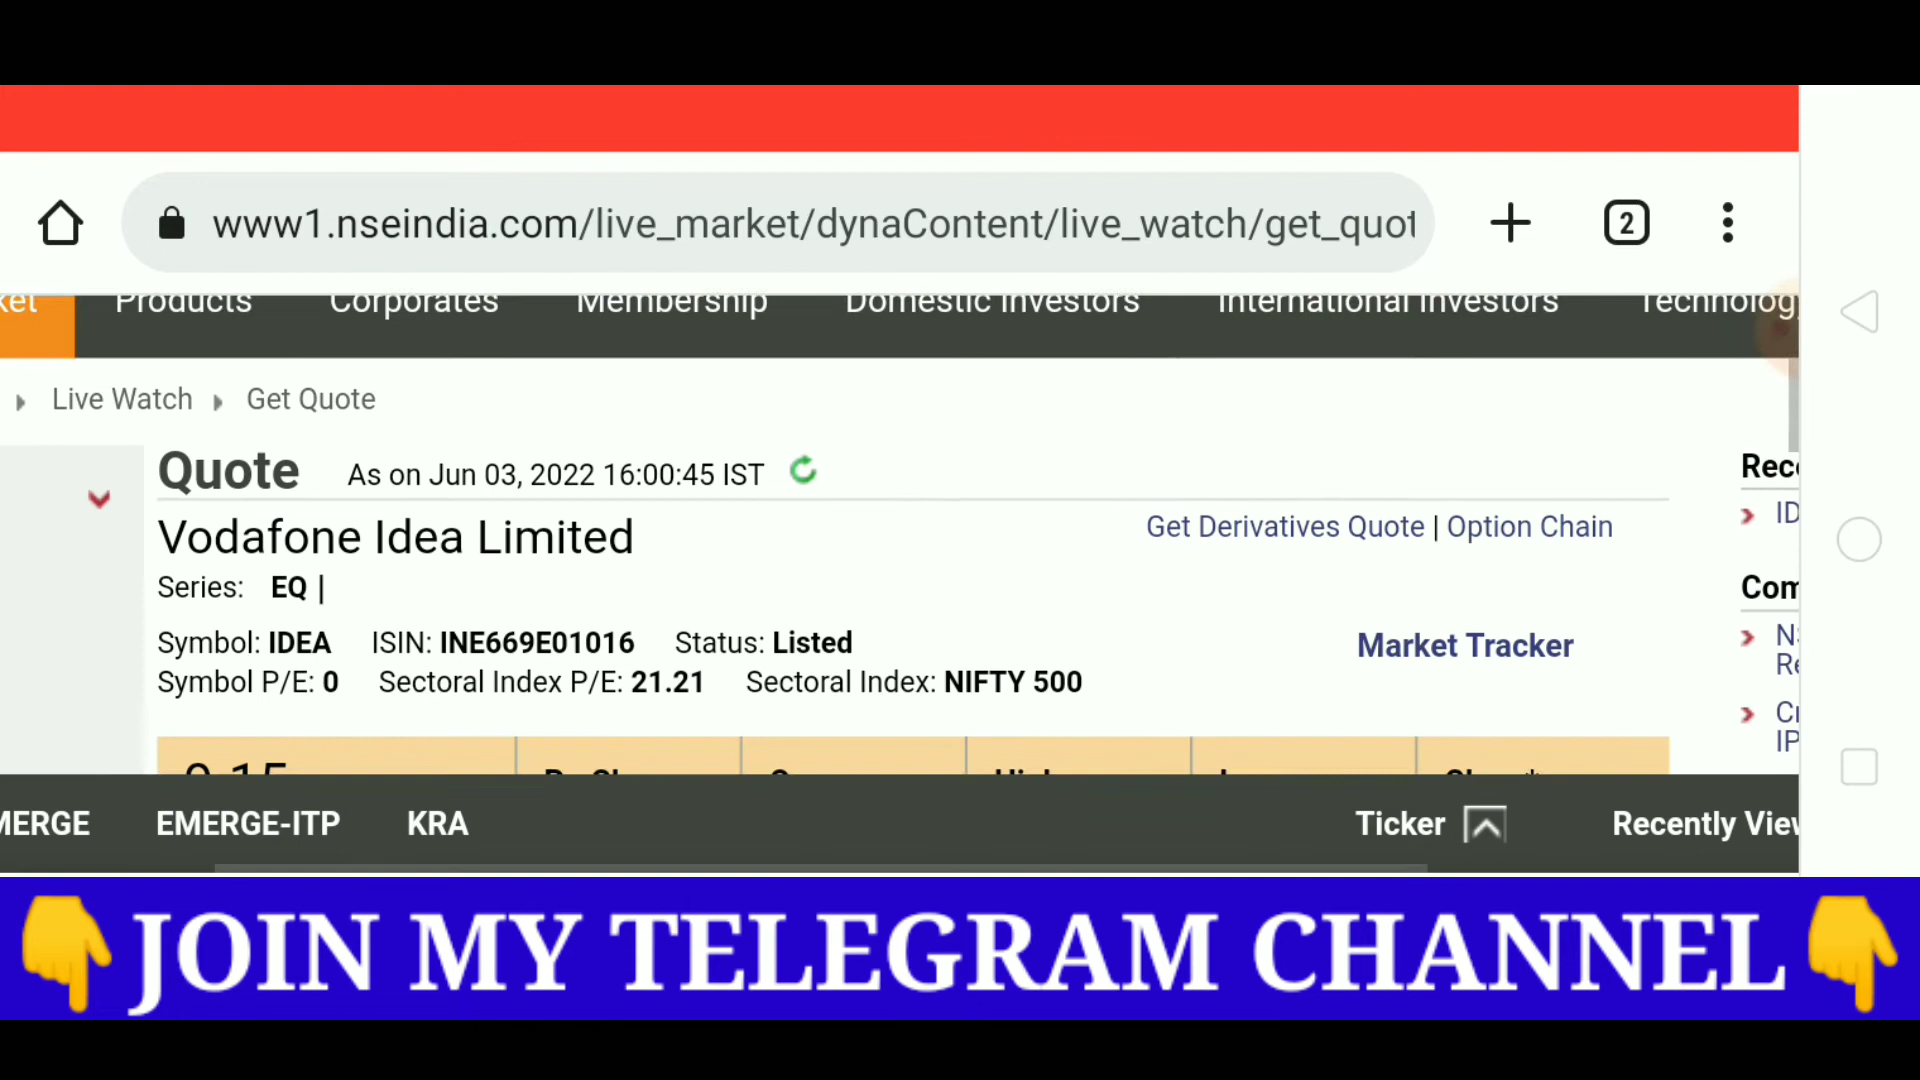 www1.nseindia.com/live_market/dynaContent/live_watch/get_quot
2
Products Corporates Membership Domestic Investors International Investors
Live Watch Get Quote
Quote As on Jun 03, 2022 16:00:45 IST
Vodafone Idea Limited
Get Derivatives Quote | Option Chain
Series: EQ |
Symbol: IDEA ISIN: INE669E01016 Status: Listed
Market Tracker
Symbol P/E: 0 Sectoral Index P/E: 21.21 Sectoral Index: NIFTY 500
EMERGE-ITP KRA Ticker Recently
👇JOIN MY TELEGRAM CHANNEL👇